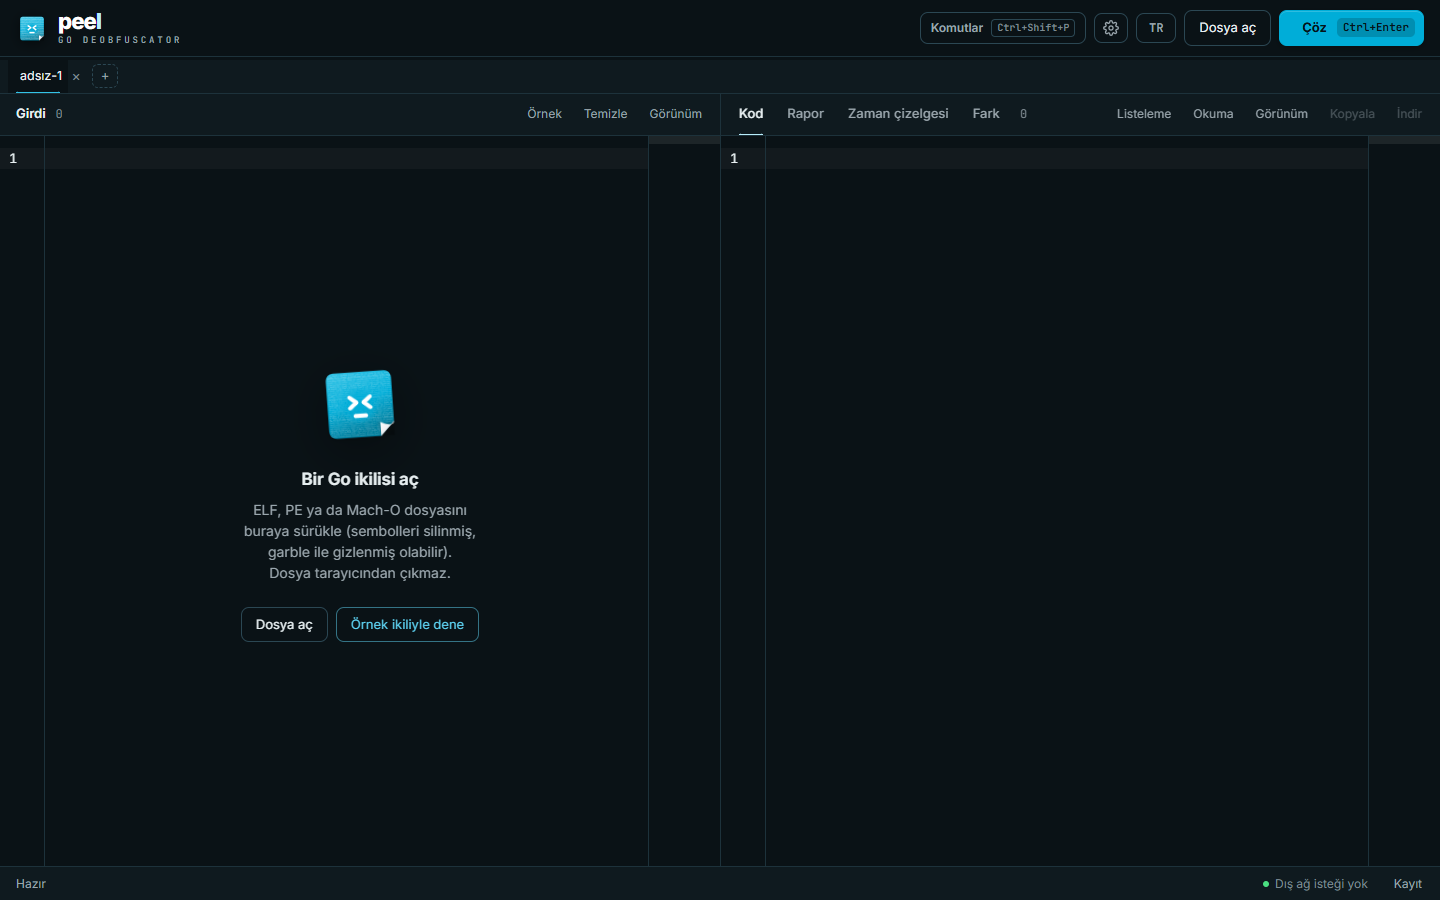 peel
GO DEOBFUSCATOR
Komutlar Ctrl+Shift+P
TR
Dosya aç
Çöz Ctrl+Enter
adsız-1 × +
Girdi 0
Örnek Temizle Görünüm
Kod Rapor Zaman çizelgesi Fark 0
Listeleme Okuma Görünüm Kopyala İndir
1
1
Bir Go ikilisi aç
ELF, PE ya da Mach-O dosyasını
buraya sürükle (sembolleri silinmiş,
garble ile gizlenmiş olabilir).
Dosya tarayıcından çıkmaz.
Dosya aç
Örnek ikiliyle dene
Hazır
Dış ağ isteği yok
Kayıt